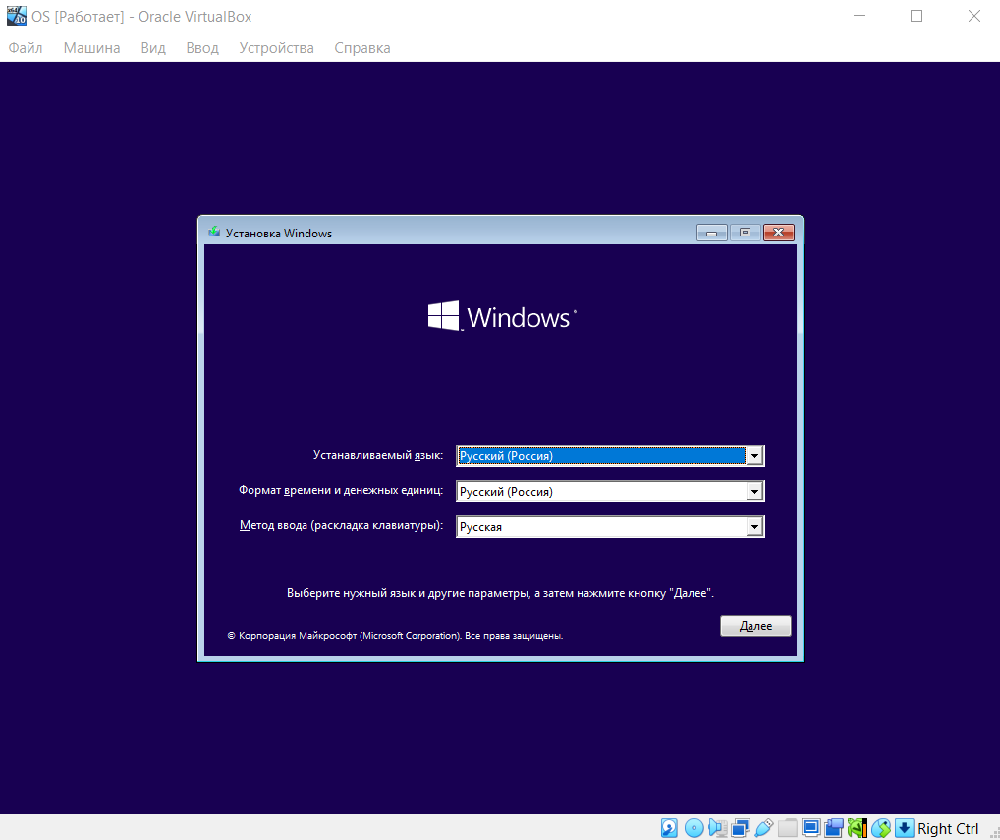 OS [Работает] - Oracle VirtualBox
Файл Машина Вид Ввод Устройства Справка
Установка Windows
Windows
Устанавливаемый язык: Русский (Россия)
Формат времени и денежных единиц: Русский (Россия)
Метод ввода (раскладка клавиатуры): Русская
Выберите нужный язык и другие параметры, а затем нажмите кнопку "Далее".
Далее
© Корпорация Майкрософт (Microsoft Corporation). Все права защищены.
Right Ctrl